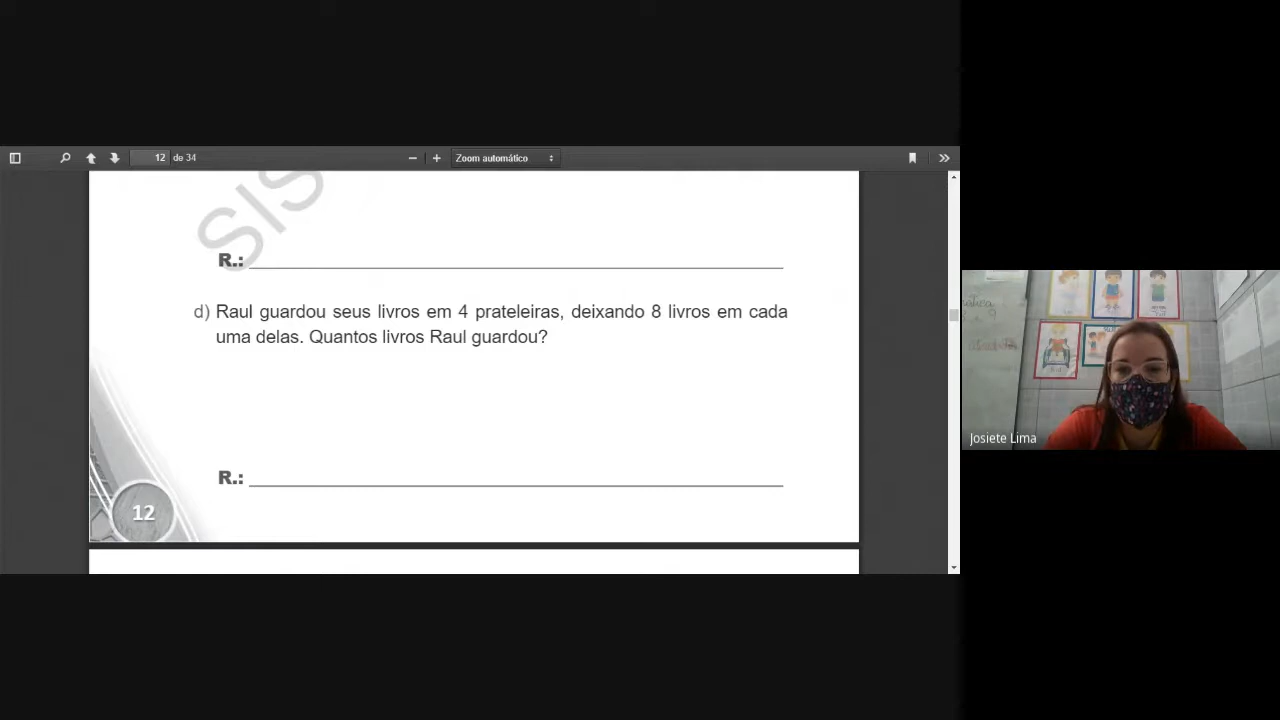 12 de 34
Zoom automático
SIS
R.:
d) Raul guardou seus livros em 4 prateleiras, deixando 8 livros em cada
uma delas. Quantos livros Raul guardou?
R.:
12
Josiete Lima